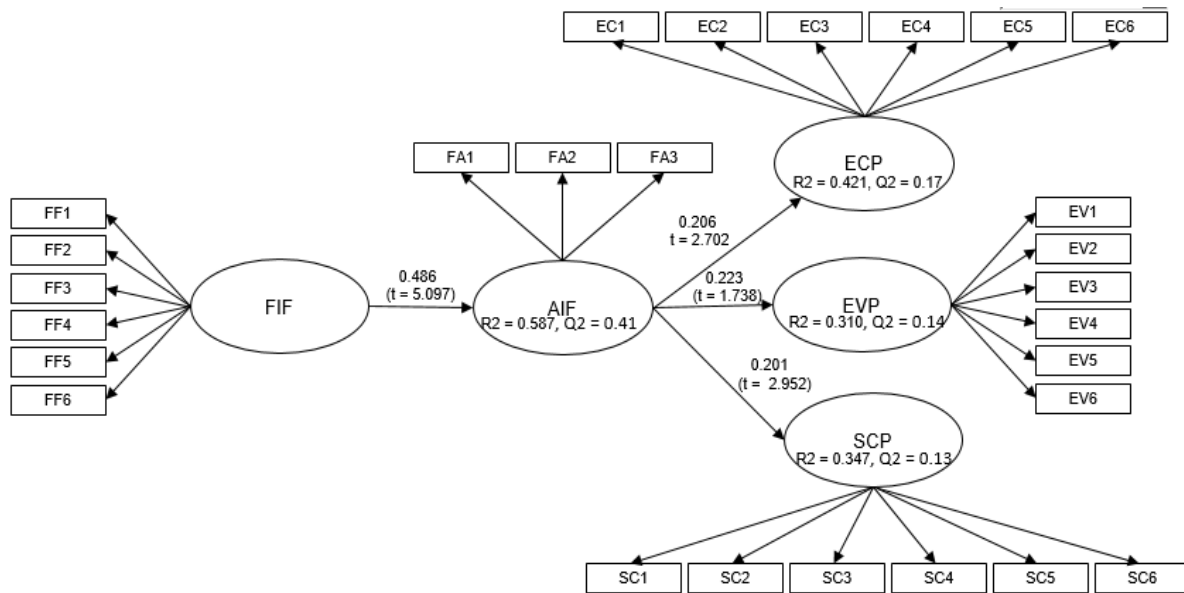 EC1
EC2
EC3
EC4
EC5
EC6
FA1
FA2
FA3
ECP
R2 = 0.421, Q2 = 0.17
FF1
FF2
FF3
FF4
FF5
FF6
FIF
0.486
(t = 5.097)
AIF
R2 = 0.587, Q2 = 0.41
0.206
t = 2.702
0.223
(t = 1.738)
EVP
R2 = 0.310, Q2 = 0.14
EV1
EV2
EV3
EV4
EV5
EV6
0.201
(t = 2.952)
SCP
R2 = 0.347, Q2 = 0.13
SC1
SC2
SC3
SC4
SC5
SC6